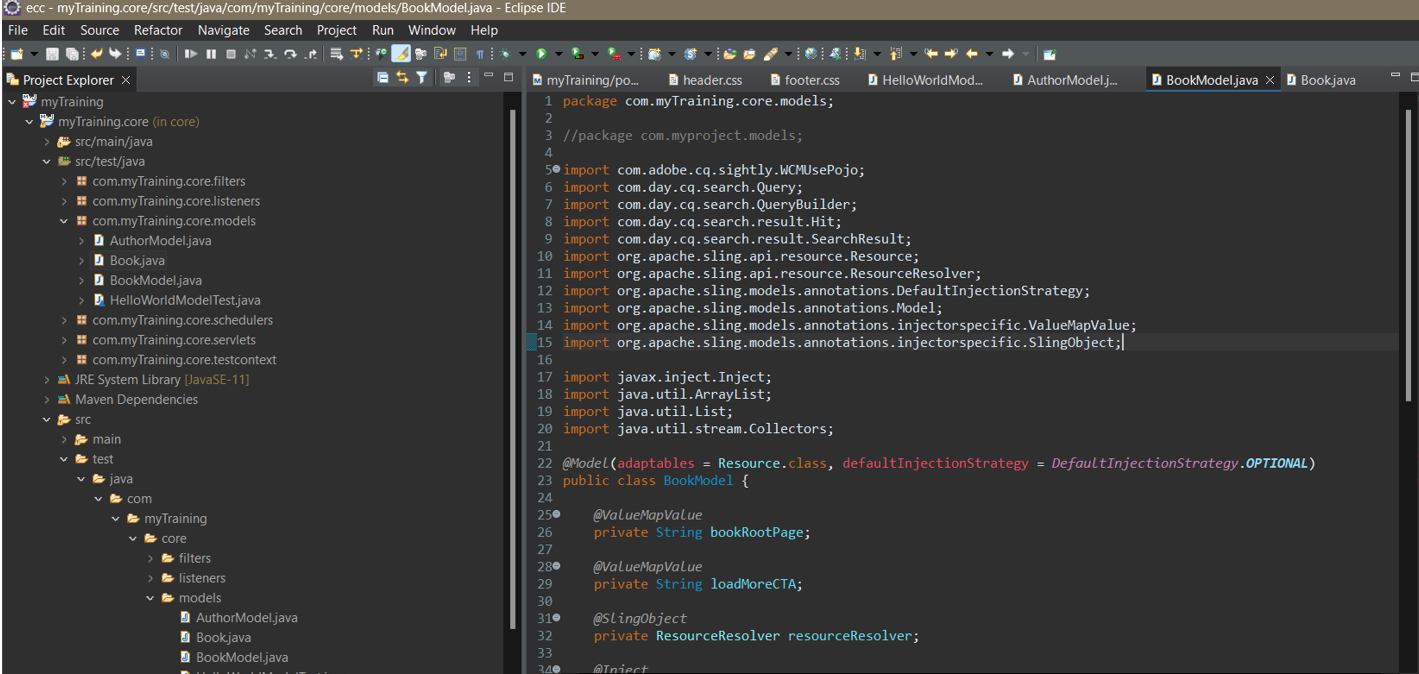 ecc - myTraining.core/src/test/java/com/myTraining/core/models/BookModel.java - Eclipse IDE
File Edit Source Refactor Navigate Search Project Run Window Help
Project Explorer
myTraining
myTraining.core (in core)
src/main/java
src/test/java
com.myTraining.core.filters
com.myTraining.core.listeners
com.myTraining.core.models
AuthorModel.java
Book.java
BookModel.java
HelloWorldModelTest.java
com.myTraining.core.schedulers
com.myTraining.core.servlets
com.myTraining.core.testcontext
JRE System Library [JavaSE-11]
Maven Dependencies
src
main
test
java
com
myTraining
core
filters
listeners
models
AuthorModel.java
Book.java
BookModel.java
myTraining/po... header.css footer.css HelloWorldMod... AuthorModel.j... BookModel.java Book.java
1 package com.myTraining.core.models;
2
3 //package com.myproject.models;
4
5 import com.adobe.cq.sightly.WCMUsePojo;
6 import com.day.cq.search.Query;
7 import com.day.cq.search.QueryBuilder;
8 import com.day.cq.search.result.Hit;
9 import com.day.cq.search.result.SearchResult;
10 import org.apache.sling.api.resource.Resource;
11 import org.apache.sling.api.resource.ResourceResolver;
12 import org.apache.sling.models.annotations.DefaultInjectionStrategy;
13 import org.apache.sling.models.annotations.Model;
14 import org.apache.sling.models.annotations.injectorspecific.ValueMapValue;
15 import org.apache.sling.models.annotations.injectorspecific.SlingObject;
16
17 import javax.inject.Inject;
18 import java.util.ArrayList;
19 import java.util.List;
20 import java.util.stream.Collectors;
21
22 @Model(adaptables = Resource.class, defaultInjectionStrategy = DefaultInjectionStrategy.OPTIONAL)
23 public class BookModel {
24
25 @ValueMapValue
26 private String bookRootPage;
27
28 @ValueMapValue
29 private String loadMoreCTA;
30
31 @SlingObject
32 private ResourceResolver resourceResolver;
33
34 @Inject